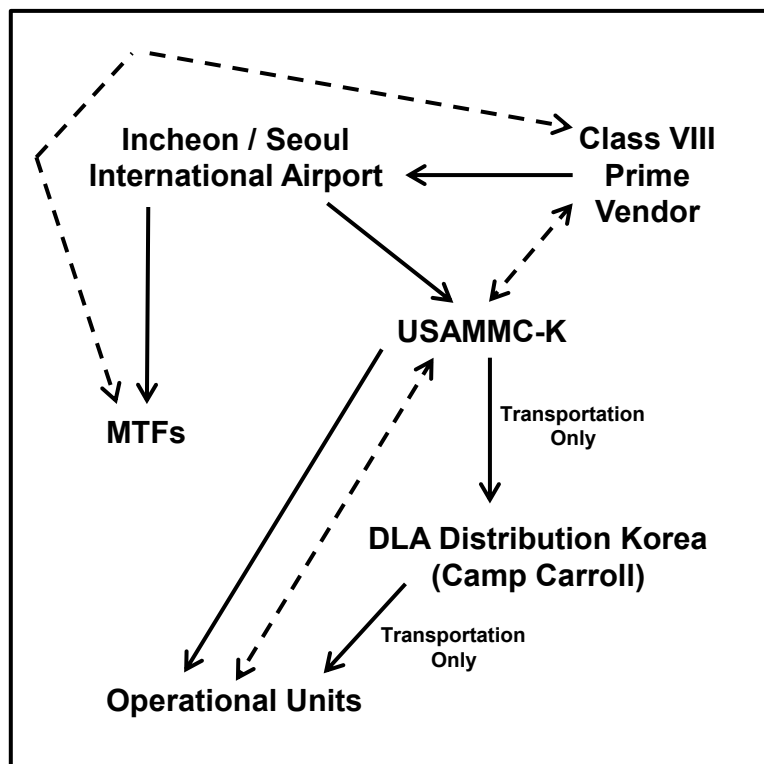 Incheon / Seoul
International Airport
Class VIII
Prime
Vendor
USAMMC-K
MTFs
Transportation
Only
DLA Distribution Korea
(Camp Carroll)
Transportation
Only
Operational Units